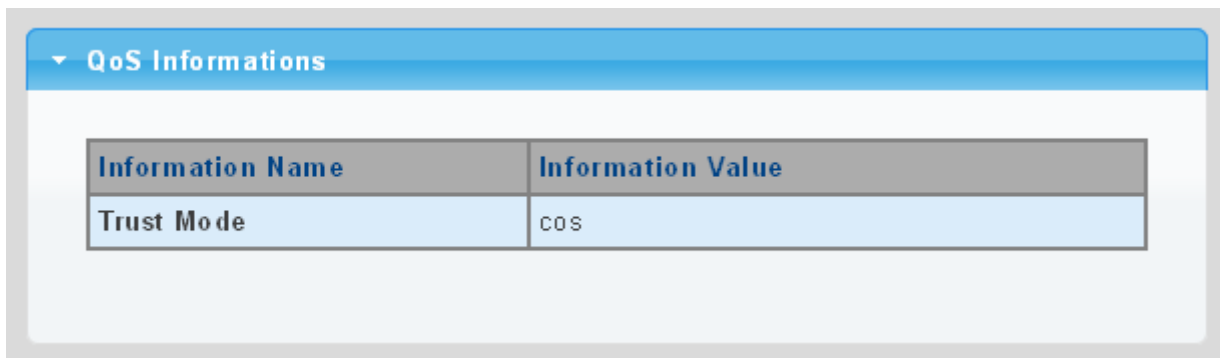 QoS Informations
Information Name Information Value
Trust Mode cos